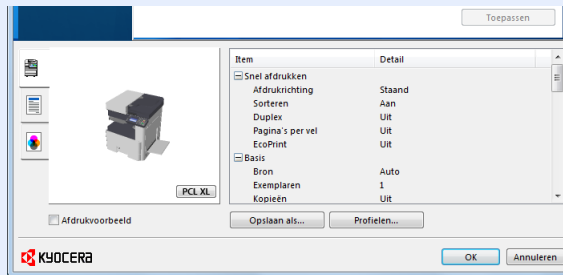 Toepassen
Item Detail
Snel afdrukken
Afdrukrichting Staand
Sorteren Aan
Duplex Uit
Pagina's per vel Uit
EcoPrint Uit
Basis
Bron Auto
Exemplaren 1
Kopieën Uit
PCL XL
Afdrukvoorbeeld Opslaan als... Profielen...
KYOCERA OK Annuleren